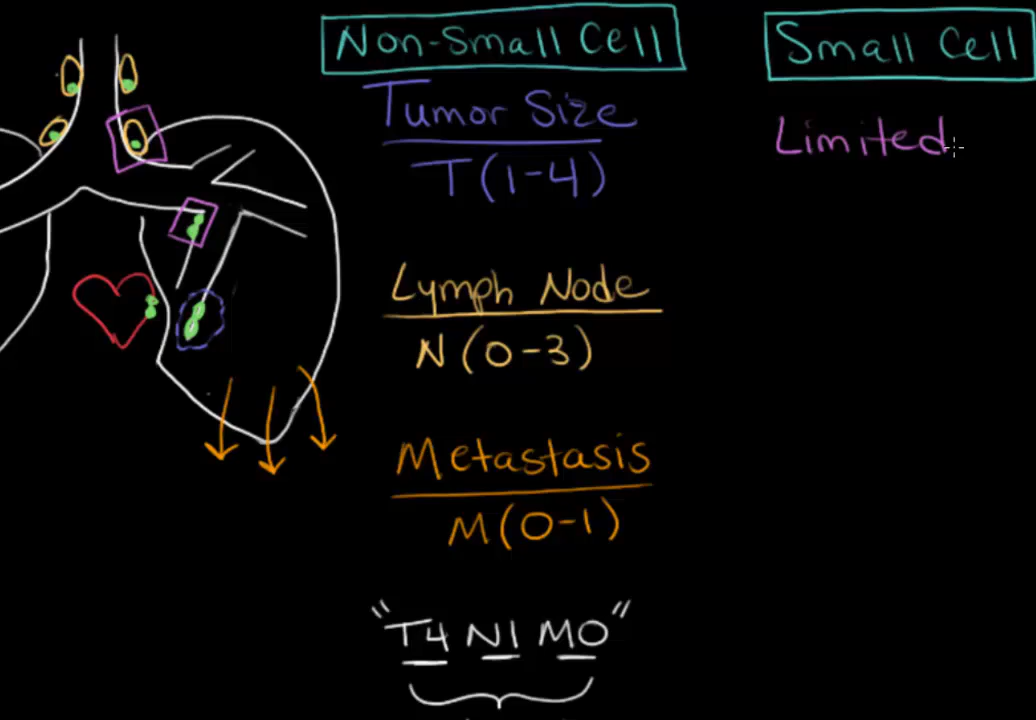 Non-Small Cell
Small Cell
Tumor Size
T(1-4)
Limited
Lymph Node
N(0-3)
Metastasis
M(0-1)
"T4 N1 M0"